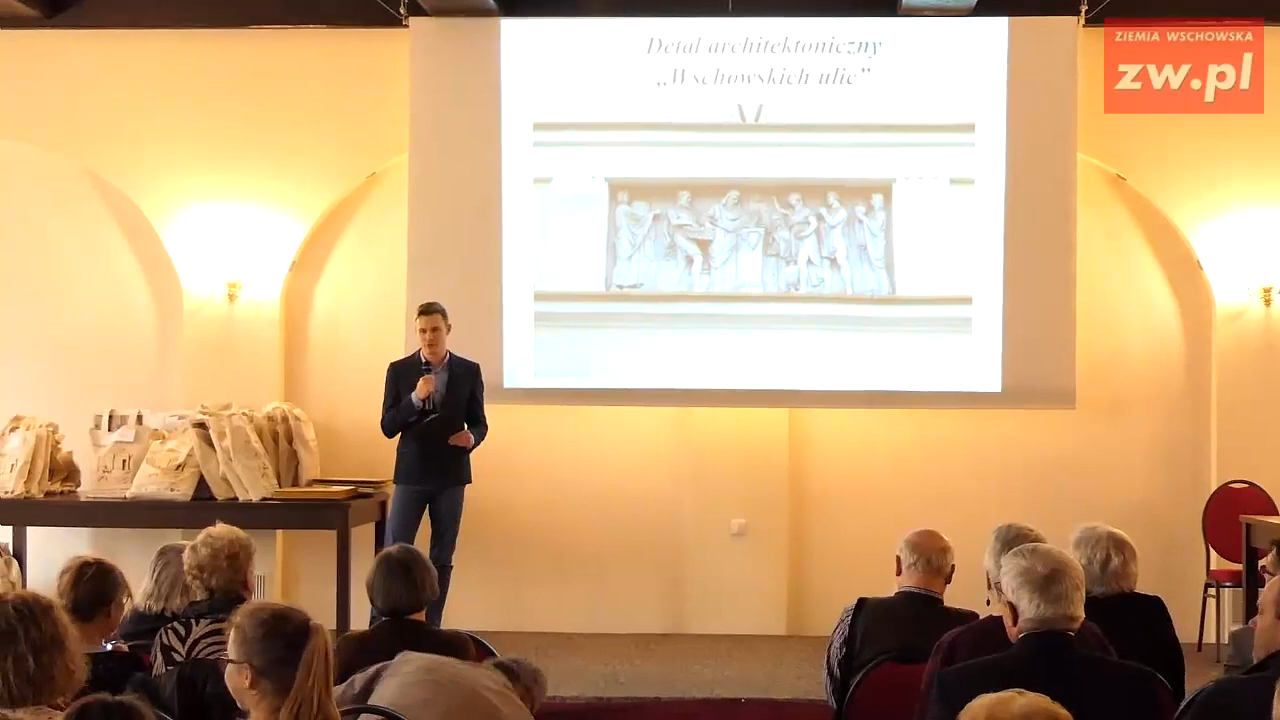 Detal architektoniczny
„Wschowskich ulic”
ZIEMIA WSCHOWSKA
zw.pl